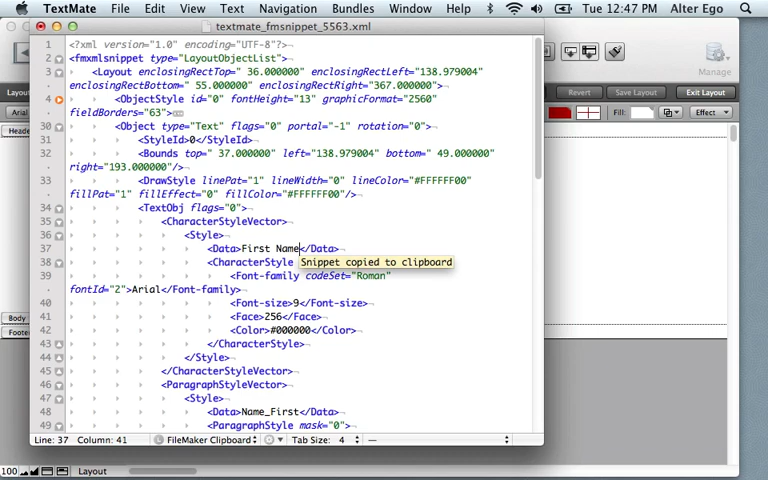 TextMate File Edit View Text Navigation Bundles Window Help Tue 12:47 PM Alter Ego
textmate_fmsnippet_5563.xml
Manage
Layou Revert Save Layout Exit Layout
Arial Fill: Effect
Heade
1 <?xml version="1.0" encoding="UTF-8"?>
2 <fmxmlsnippet type="LayoutObjectList">
3 <Layout enclosingRectTop=" 36.000000" enclosingRectLeft="138.979004"
enclosingRectBottom=" 55.000000" enclosingRectRight="367.000000">
4 <ObjectStyle id="0" fontHeight="13" graphicFormat="2560"
fieldBorders="63">
30 <Object type="Text" flags="0" portal="-1" rotation="0">
31 <StyleId>0</StyleId>
32 <Bounds top=" 37.000000" left="138.979004" bottom=" 49.000000"
right="193.000000"/>
33 <DrawStyle linePat="1" lineWidth="0" lineColor="#FFFFFF00"
fillPat="1" fillEffect="0" fillColor="#FFFFFF00"/>
34 <TextObj flags="0">
35 <CharacterStyleVector>
36 <Style>
37 <Data>First Name</Data>
38 <CharacterStyle
Snippet copied to clipboard
39 <Font-family codeSet="Roman"
fontId="2">Arial</Font-family>
40 <Font-size>9</Font-size>
41 <Face>256</Face>
42 <Color>#000000</Color>
43 </CharacterStyle>
44 </Style>
45 </CharacterStyleVector>
46 <ParagraphStyleVector>
47 <Style>
48 <Data>Name_First</Data>
49 <ParagraphStyle mask="0">
Body
Foote
Line: 37 Column: 41 L FileMaker Clipboard Tab Size: 4 —
100 Layout